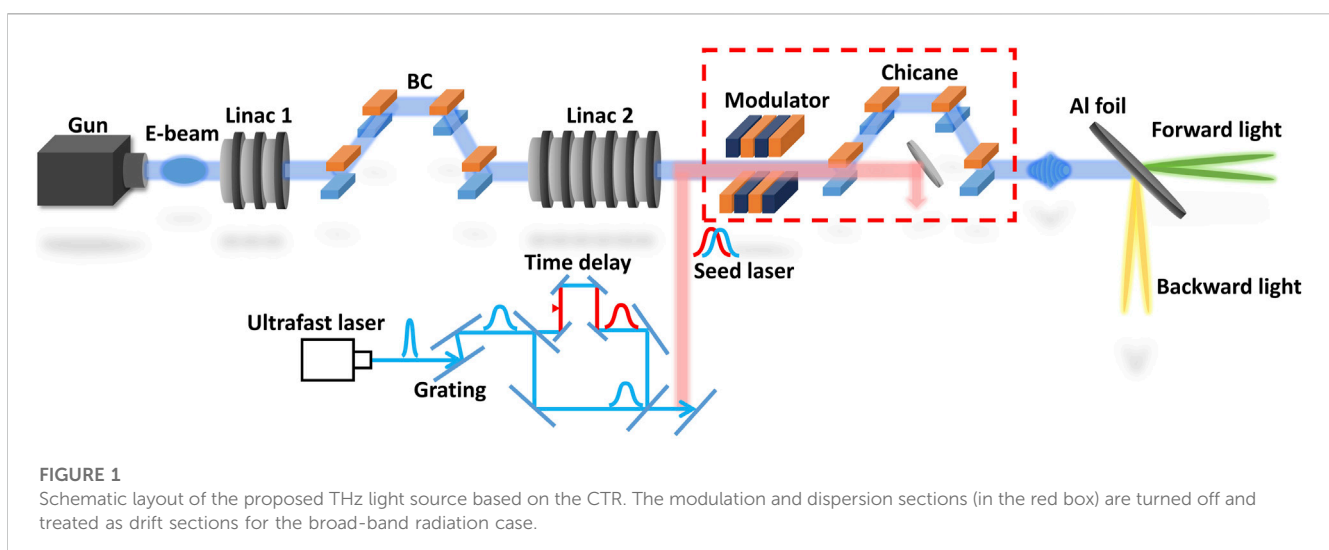 Gun
E-beam
Linac 1
BC
Linac 2
Modulator
Chicane
Al foil
Forward light
Backward light
Seed laser
Time delay
Ultrafast laser
Grating
FIGURE 1
Schematic layout of the proposed THz light source based on the CTR. The modulation and dispersion sections (in the red box) are turned off and
treated as drift sections for the broad-band radiation case.